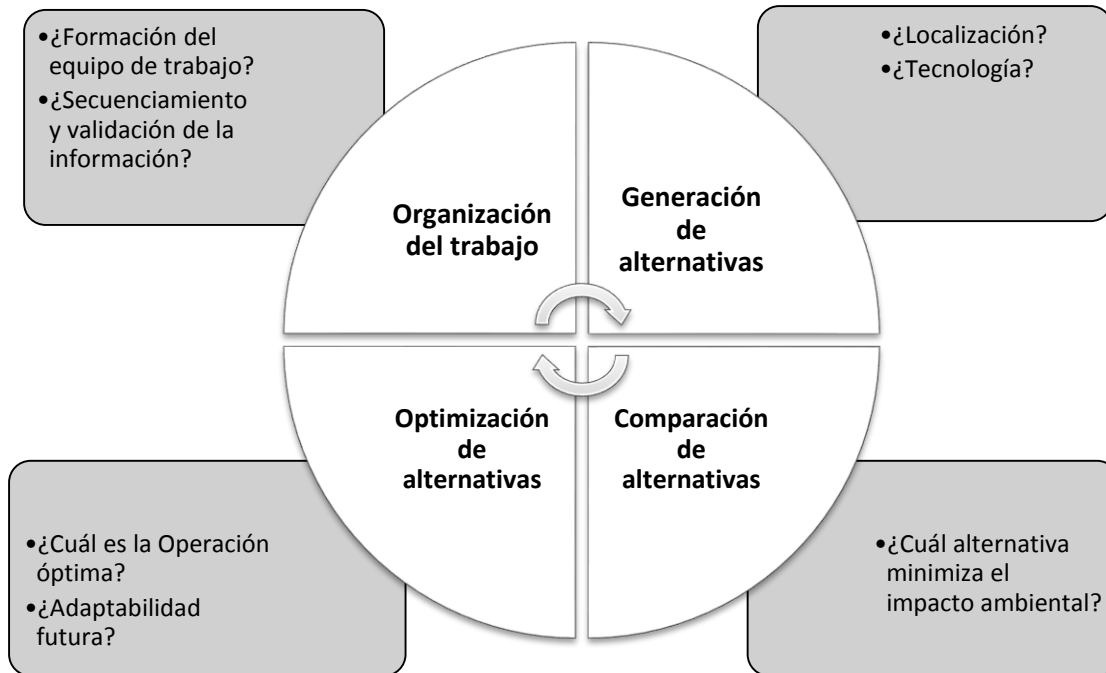 •¿Formación del
equipo de trabajo?
•¿Secuenciamiento
y validación de la
información?
•¿Localización?
•¿Tecnología?
Organización
del trabajo
Generación
de
alternativas
Optimización
de
alternativas
Comparación
de
alternativas
•¿Cuál es la Operación
óptima?
•¿Adaptabilidad
futura?
•¿Cuál alternativa
minimiza el
impacto ambiental?